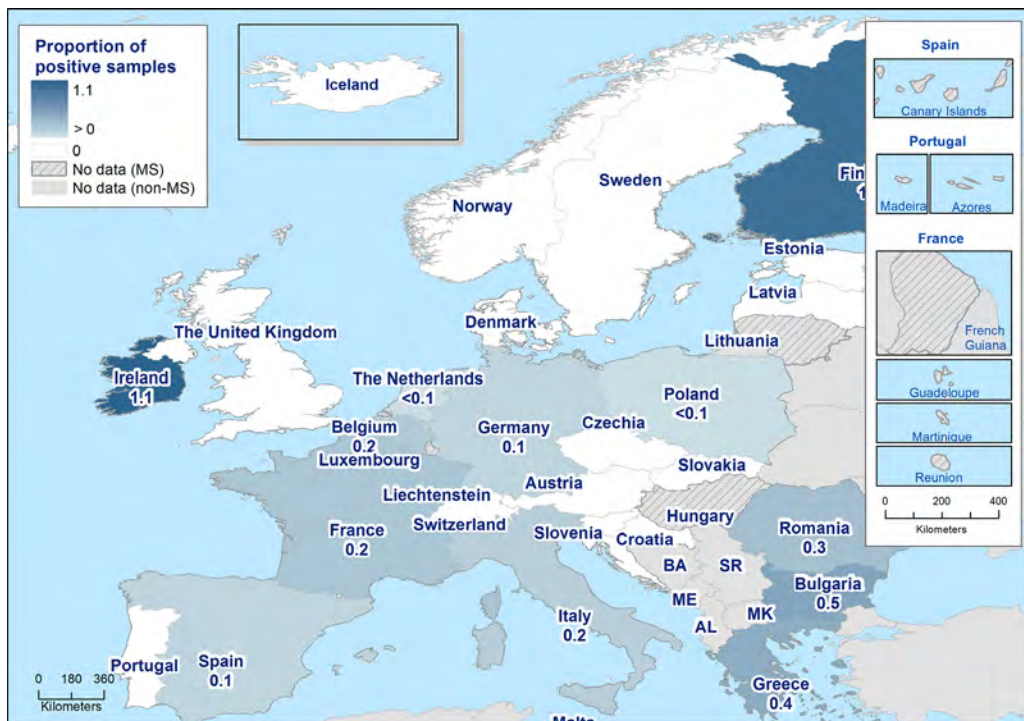 Proportion of
positive samples
1.1
> 0
0
No data (MS)
No data (non-MS)
Iceland
Spain
Canary Islands
Portugal
Madeira
Azores
France
French
Guiana
Guadeloupe
Martinique
Reunion
0 200 400
Kilometers
Norway
Sweden
Fin
1
Estonia
Latvia
Lithuania
Denmark
The United Kingdom
Ireland
1.1
The Netherlands
<0.1
Belgium
0.2
Luxembourg
Germany
0.1
Poland
<0.1
Czechia
Slovakia
Austria
Liechtenstein
Switzerland
France
0.2
Slovenia
Hungary
Croatia
Romania
0.3
BA
SR
Bulgaria
0.5
ME
MK
AL
Italy
0.2
Portugal
Spain
0.1
Greece
0.4
Malta
0 180 360
Kilometers